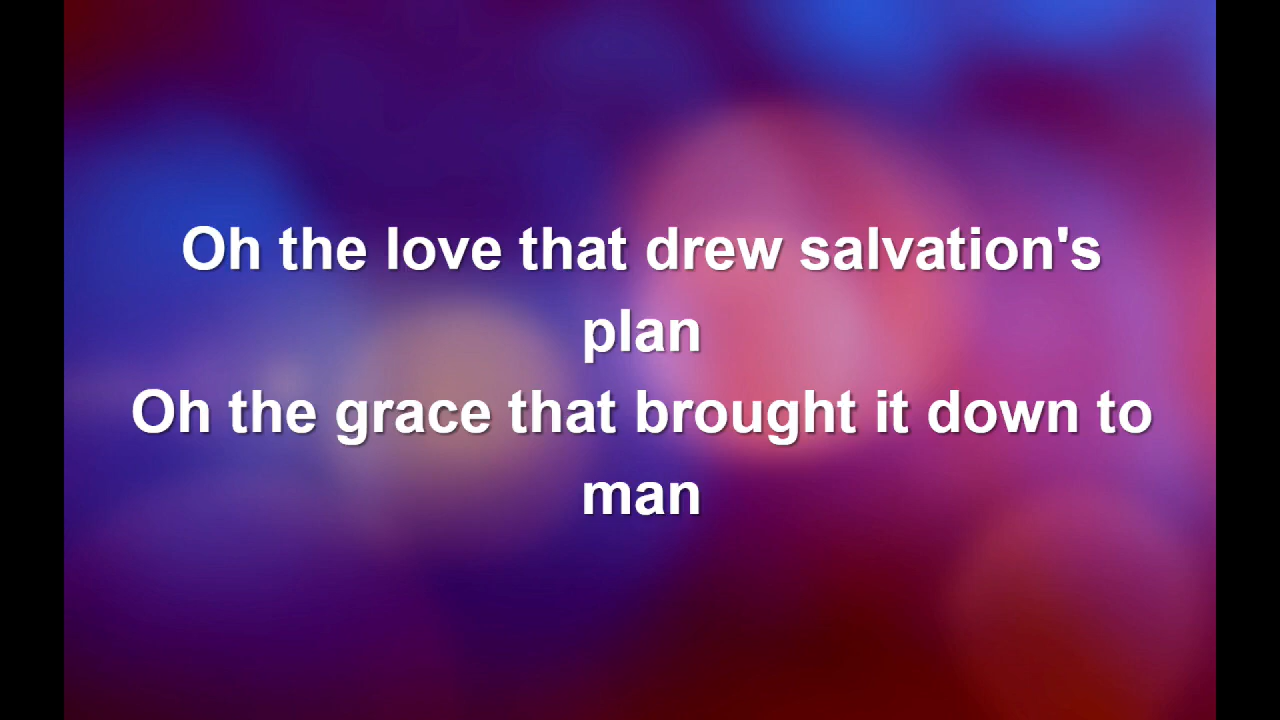 Oh the love that drew salvation's
plan
Oh the grace that brought it down to
man